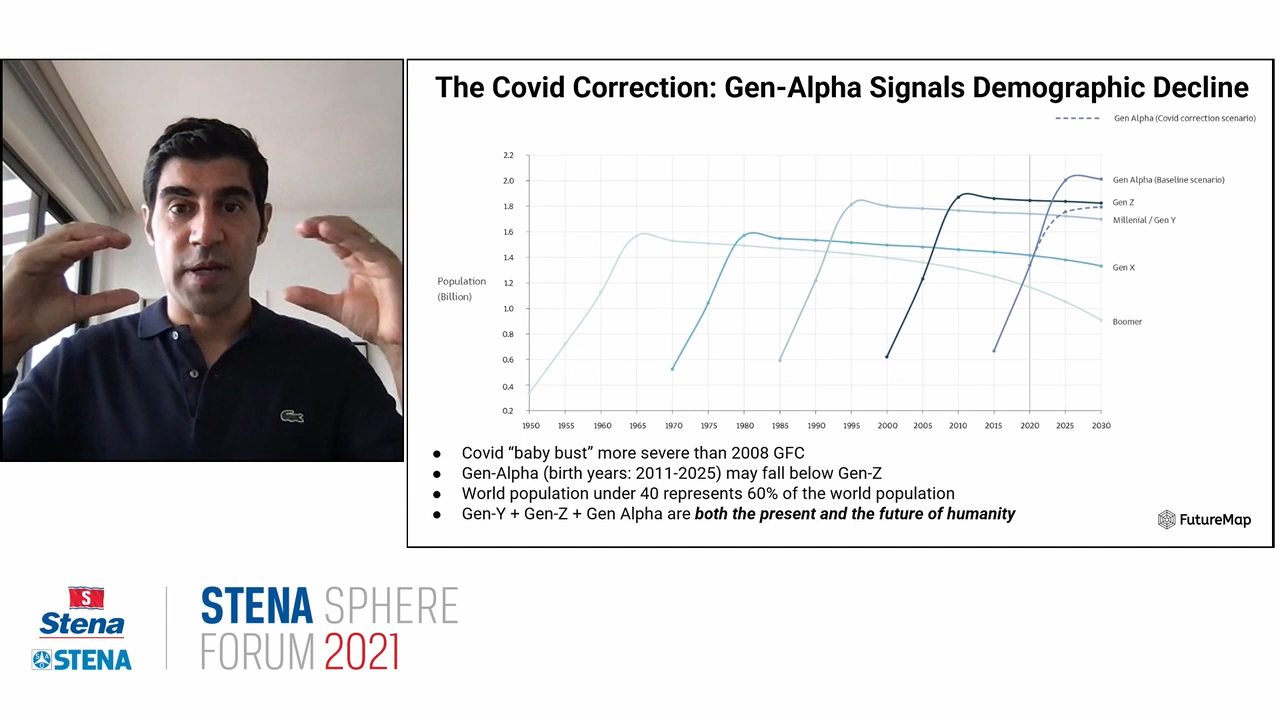 The Covid Correction: Gen-Alpha Signals Demographic Decline
Gen Alpha (Covid correction scenario)
2.2
2.0
1.8
1.6
1.4
1.2
1.0
0.8
0.6
0.4
0.2
Population
(Billion)
Gen Alpha (Baseline scenario)
Gen Z
Millenial / Gen Y
Gen X
Boomer
1950 1955 1960 1965 1970 1975 1980 1985 1990 1995 2000 2005 2010 2015 2020 2025 2030
● Covid “baby bust” more severe than 2008 GFC
● Gen-Alpha (birth years: 2011-2025) may fall below Gen-Z
● World population under 40 represents 60% of the world population
● Gen-Y + Gen-Z + Gen Alpha are both the present and the future of humanity
FutureMap
S
Stena
STENA
STENA SPHERE
FORUM 2021